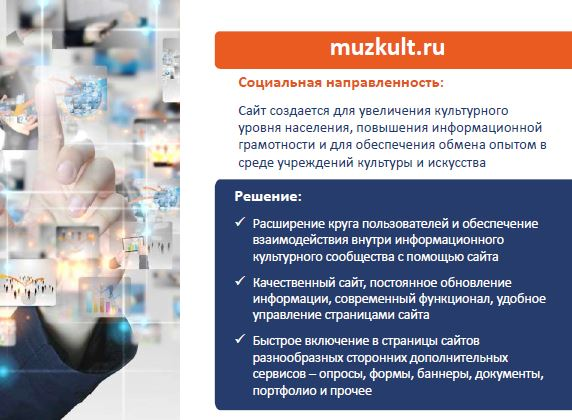 muzkult.ru
Социальная направленность:
Сайт создается для увеличения культурного
уровня населения, повышения информационной
грамотности и для обеспечения обмена опытом в
среде учреждений культуры и искусства
Решение:
✓ Расширение круга пользователей и обеспечение
взаимодействия внутри информационного
культурного сообщества с помощью сайта
✓ Качественный сайт, постоянное обновление
информации, современный функционал, удобное
управление страницами сайта
✓ Быстрое включение в страницы сайтов
разнообразных сторонних дополнительных
сервисов – опросы, формы, баннеры, документы,
портфолио и прочее